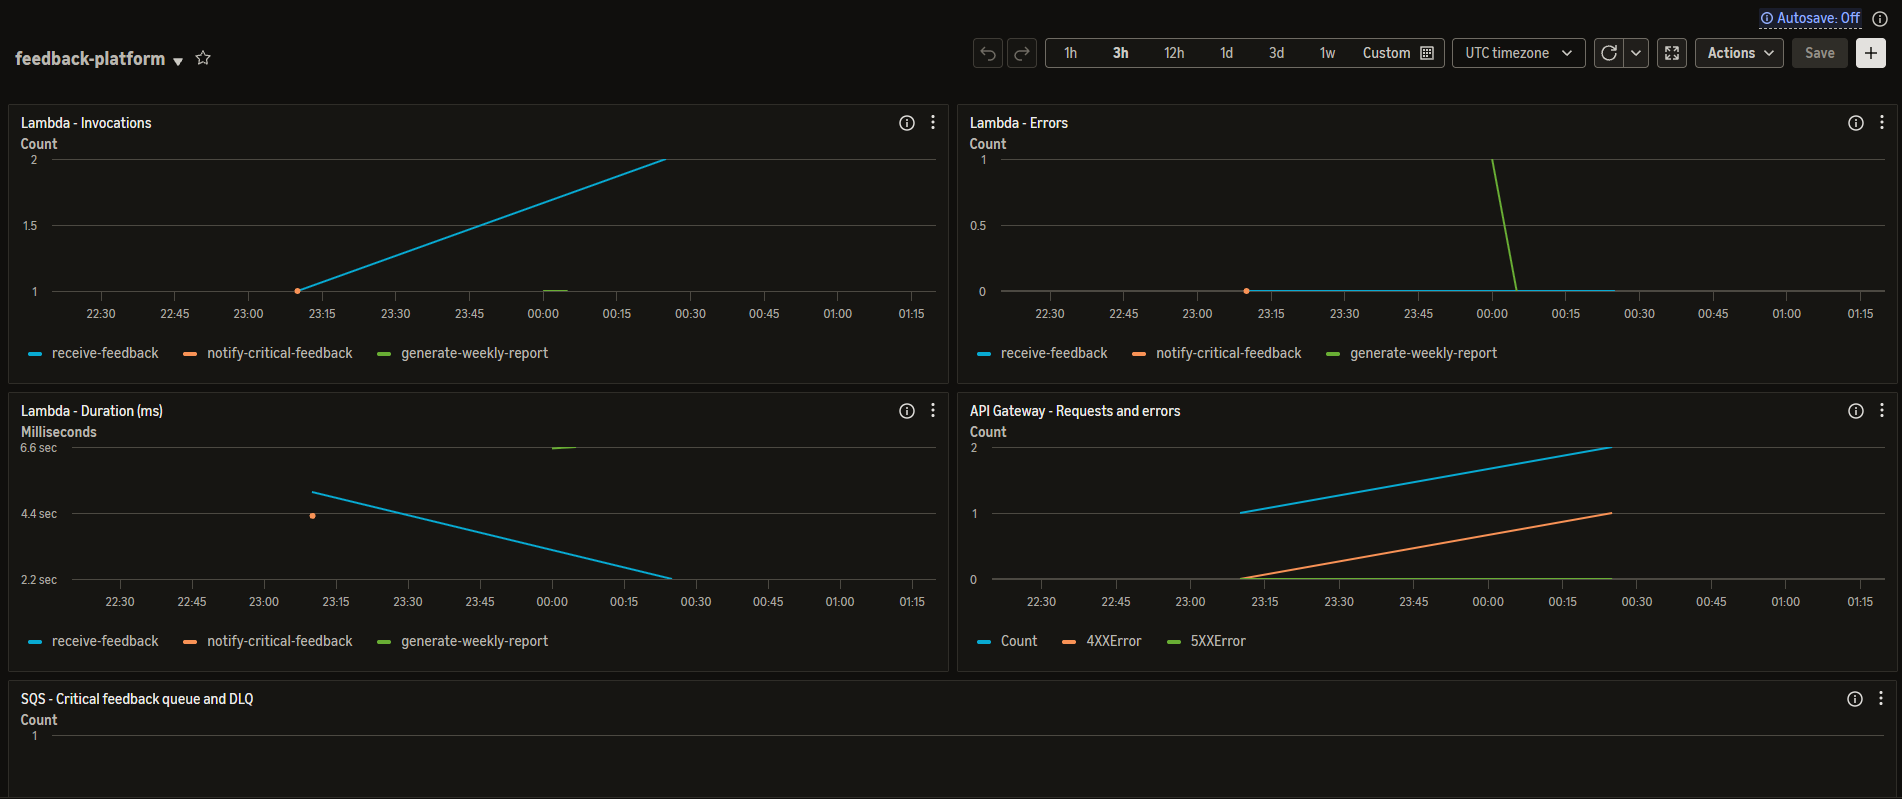 Autosave: Off
feedback-platform
1h 3h 12h 1d 3d 1w Custom UTC timezone Actions Save
Lambda - Invocations
Count
2
1.5
1
22:30 22:45 23:00 23:15 23:30 23:45 00:00 00:15 00:30 00:45 01:00 01:15
receive-feedback notify-critical-feedback generate-weekly-report
Lambda - Errors
Count
1
0.5
0
22:30 22:45 23:00 23:15 23:30 23:45 00:00 00:15 00:30 00:45 01:00 01:15
receive-feedback notify-critical-feedback generate-weekly-report
Lambda - Duration (ms)
Milliseconds
6.6 sec
4.4 sec
2.2 sec
22:30 22:45 23:00 23:15 23:30 23:45 00:00 00:15 00:30 00:45 01:00 01:15
receive-feedback notify-critical-feedback generate-weekly-report
API Gateway - Requests and errors
Count
2
1
0
22:30 22:45 23:00 23:15 23:30 23:45 00:00 00:15 00:30 00:45 01:00 01:15
Count 4XXError 5XXError
SQS - Critical feedback queue and DLQ
Count
1